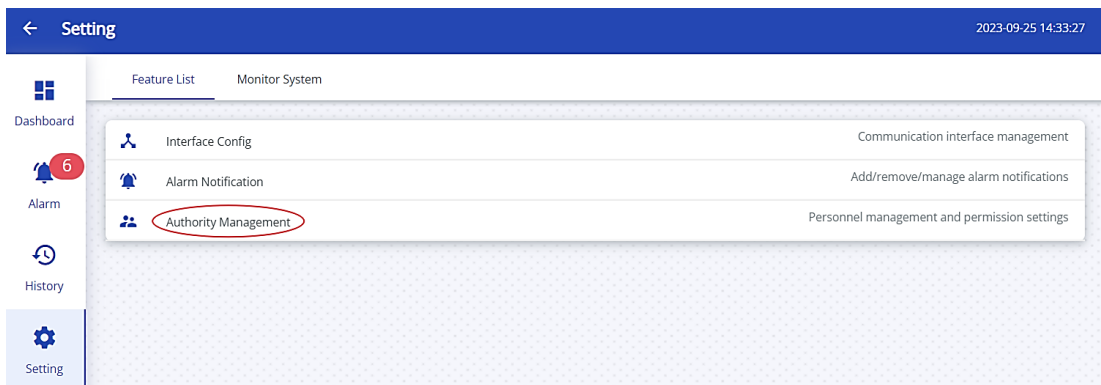 Setting
2023-09-25 14:33:27
Feature List
Monitor System
Dashboard
6
Alarm
History
Setting
Interface Config
Communication interface management
Alarm Notification
Add/remove/manage alarm notifications
Authority Management
Personnel management and permission settings